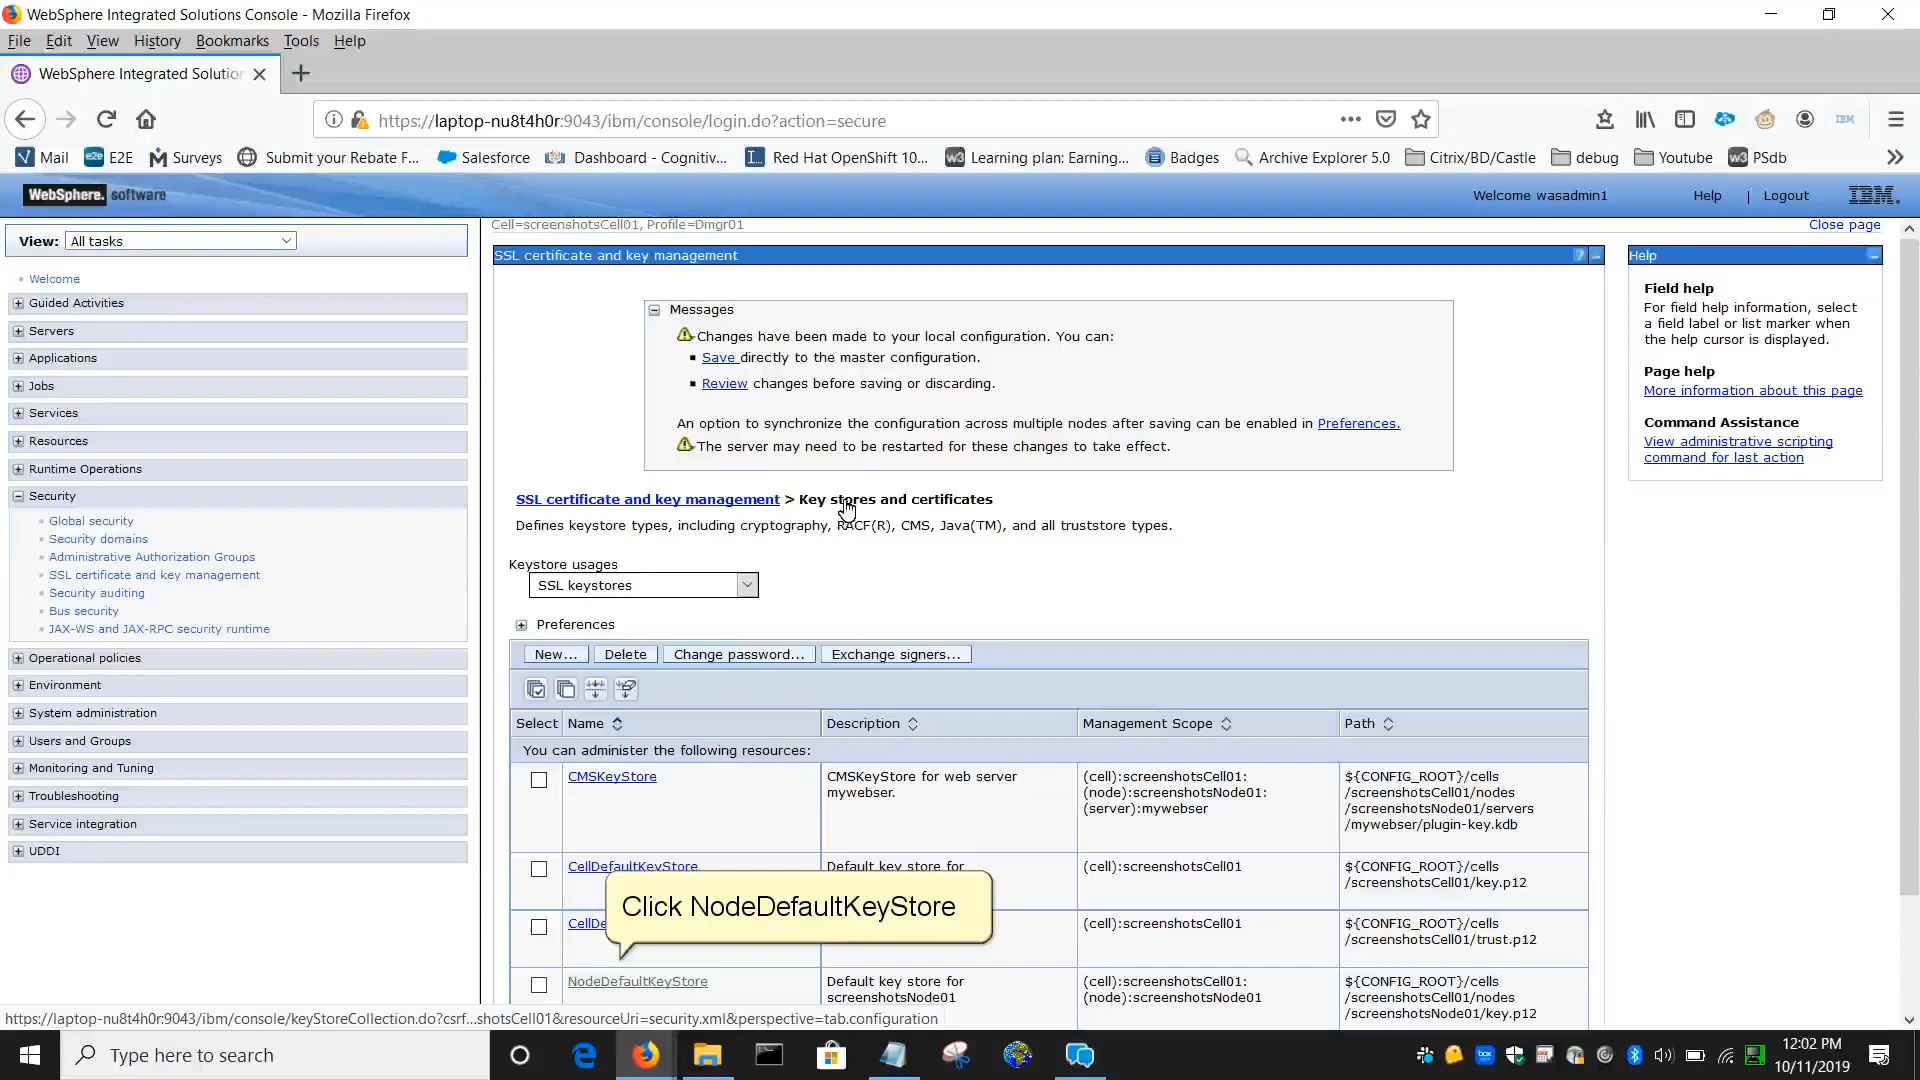 WebSphere Integrated Solutions Console - Mozilla Firefox
File Edit View History Bookmarks Tools Help
WebSphere Integrated Solution
https://laptop-nu8t4h0r:9043/ibm/console/login.do?action=secure
IBM
Mail E2E Surveys Submit your Rebate F... Salesforce Dashboard - Cognitiv... Red Hat OpenShift 10... Learning plan: Earning... Badges Archive Explorer 5.0 Citrix/BD/Castle debug Youtube PSdb
WebSphere. software Welcome wasadmin1 Help | Logout IBM.
Cell=screenshotsCell01, Profile=Dmgr01 Close page
View: All tasks
Welcome
Guided Activities
Servers
Applications
Jobs
Services
Resources
Runtime Operations
Security
Global security
Security domains
Administrative Authorization Groups
SSL certificate and key management
Security auditing
Bus security
JAX-WS and JAX-RPC security runtime
Operational policies
Environment
System administration
Users and Groups
Monitoring and Tuning
Troubleshooting
Service integration
UDDI
SSL certificate and key management
Messages
Changes have been made to your local configuration. You can:
Save directly to the master configuration.
Review changes before saving or discarding.
An option to synchronize the configuration across multiple nodes after saving can be enabled in Preferences.
The server may need to be restarted for these changes to take effect.
SSL certificate and key management > Key stores and certificates
Defines keystore types, including cryptography, RACF(R), CMS, Java(TM), and all truststore types.
Keystore usages
SSL keystores
Preferences
New... Delete Change password... Exchange signers...
Select Name Description Management Scope Path
You can administer the following resources:
CMSKeyStore
CMSKeyStore for web server
mywebser.
(cell):screenshotsCell01:
(node):screenshotsNode01:
(server):mywebser
${CONFIG_ROOT}/cells
/screenshotsCell01/nodes
/screenshotsNode01/servers
/mywebser/plugin-key.kdb
CellDefaultKeyStore
Default key store for
(cell):screenshotsCell01
${CONFIG_ROOT}/cells
/screenshotsCell01/key.p12
Click NodeDefaultKeyStore
CellDe
(cell):screenshotsCell01
${CONFIG_ROOT}/cells
/screenshotsCell01/trust.p12
NodeDefaultKeyStore
Default key store for
screenshotsNode01
(cell):screenshotsCell01:
(node):screenshotsNode01
${CONFIG_ROOT}/cells
/screenshotsCell01/nodes
/screenshotsNode01/key.p12
Help
Field help
For field help information, select
a field label or list marker when
the help cursor is displayed.
Page help
More information about this page
Command Assistance
View administrative scripting
command for last action
https://laptop-nu8t4h0r:9043/ibm/console/keyStoreCollection.do?csrf...shotsCell01&resourceUri=security.xml&perspective=tab.configuration
Type here to search
12:02 PM
10/11/2019